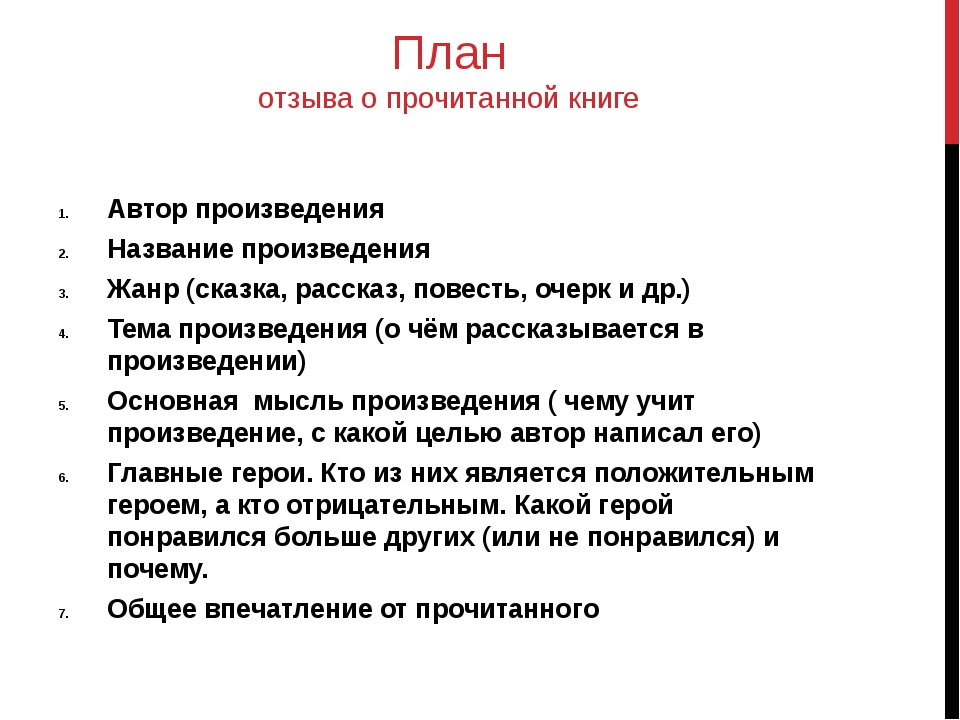 План
отзыва о прочитанной книге
1. Автор произведения
2. Название произведения
3. Жанр (сказка, рассказ, повесть, очерк и др.)
4. Тема произведения (о чём рассказывается в
произведении)
5. Основная  мысль произведения ( чему учит
произведение, с какой целью автор написал его)
6. Главные герои. Кто из них является положительным
героем, а кто отрицательным. Какой герой
понравился больше других (или не понравился) и
почему.
7. Общее впечатление от прочитанного